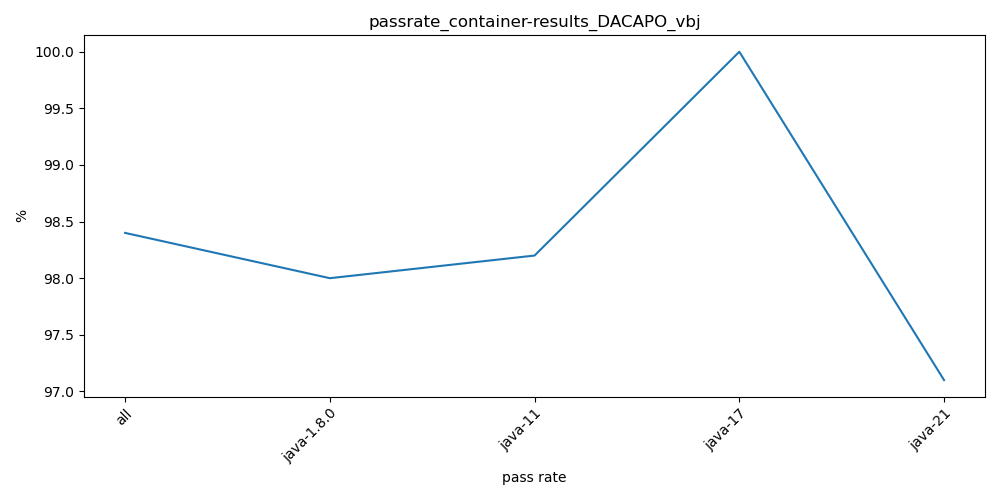 passrate_container-results_DACAPO_vbj
100.0
99.5
99.0
98.5
98.0
97.5
97.0
%
all
java-1.8.0
java-11
java-17
java-21
pass rate